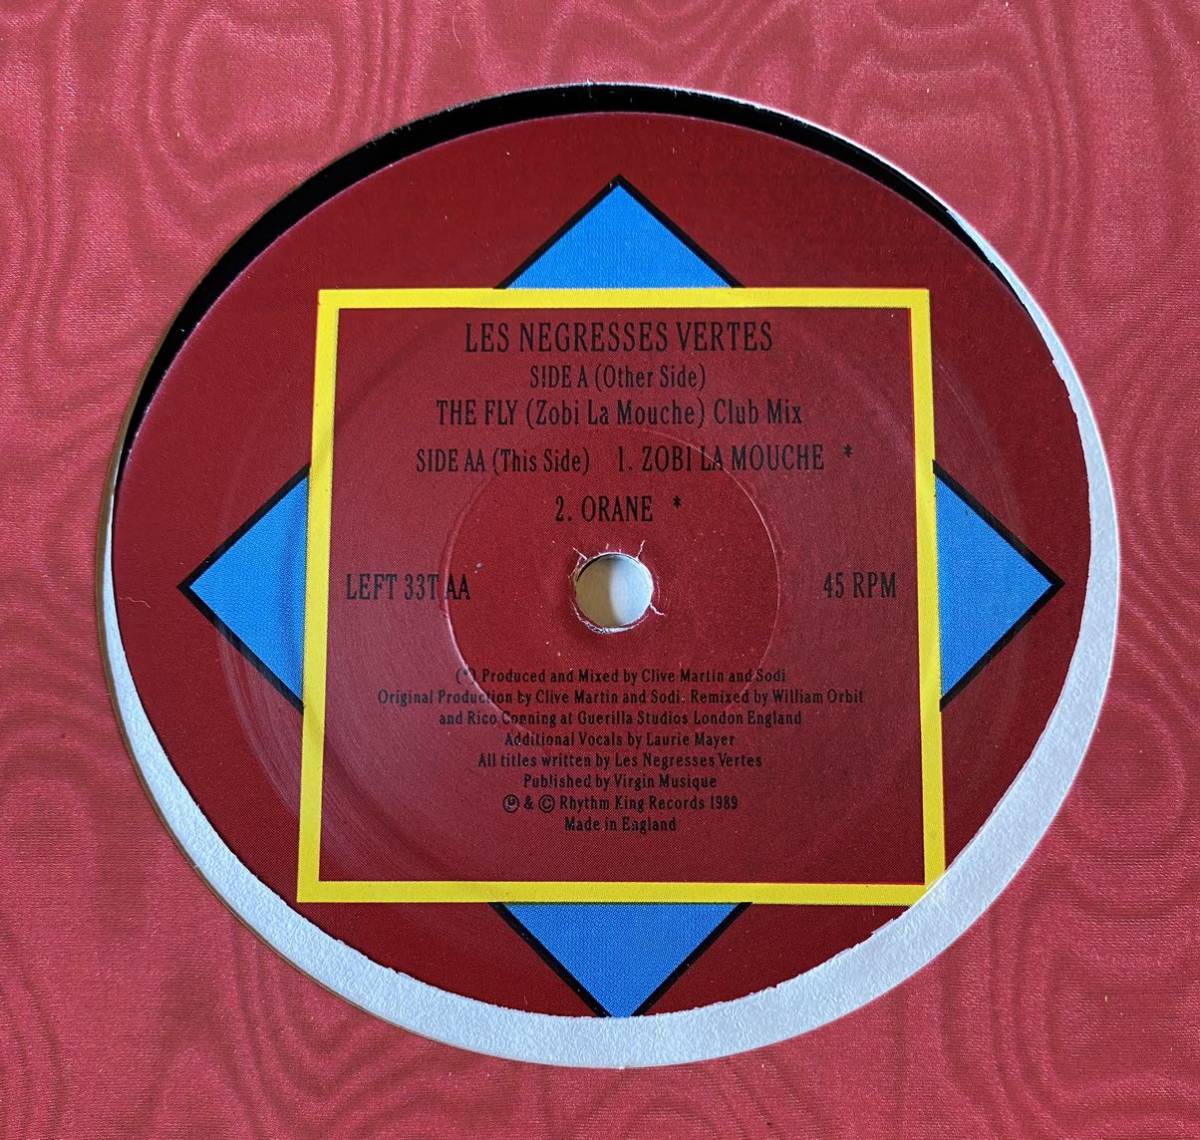 LES NEGRESSES VERTES
SIDE A (Other Side)
THE FLY (Zobi La Mouche) Club Mix
SIDE AA (This Side) 1. ZOBI LA MOUCHE *
2. ORANE *
LEFT 33T AA 45 RPM
(*) Produced and Mixed by Clive Martin and Sodi
Original Production by Clive Martin and Sodi. Remixed by William Orbit
and Rico Conning at Guerilla Studios London England
Additional Vocals by Laurie Mayer
All titles written by Les Negresses Vertes
Published by Virgin Musique
℗ & © Rhythm King Records 1989
Made in England